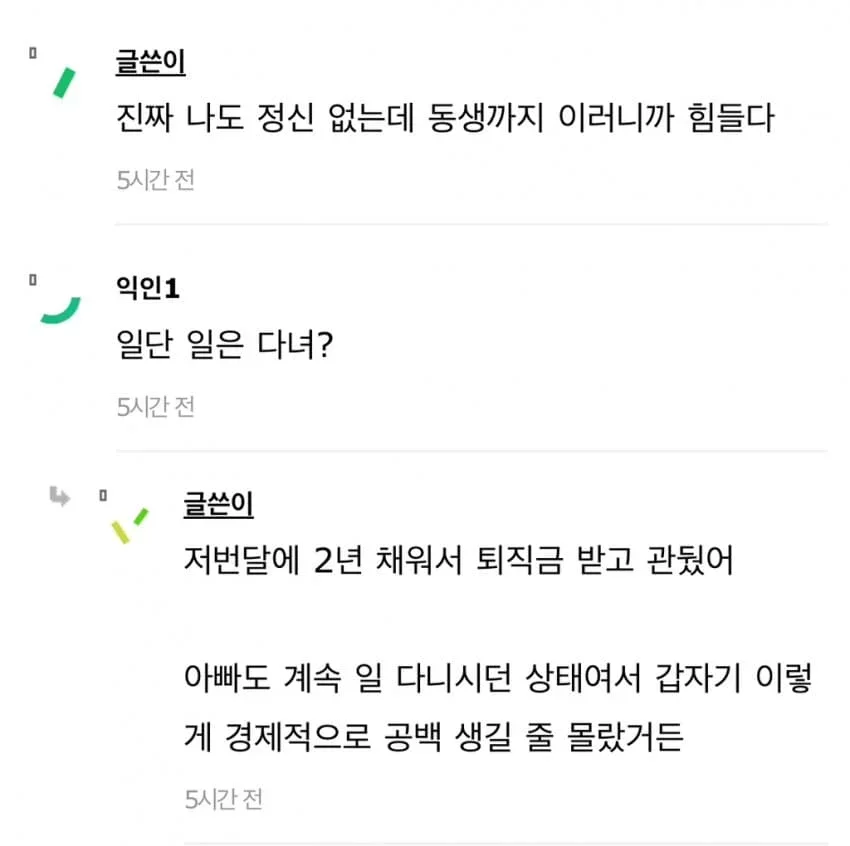 글쓴이
진짜 나도 정신 없는데 동생까지 이러니까 힘들다
5시간 전
익인1
일단 일은 다녀?
5시간 전
글쓴이
저번달에 2년 채워서 퇴직금 받고 관뒀어
아빠도 계속 일 다니시던 상태여서 갑자기 이렇
게 경제적으로 공백 생길 줄 몰랐거든
5시간 전